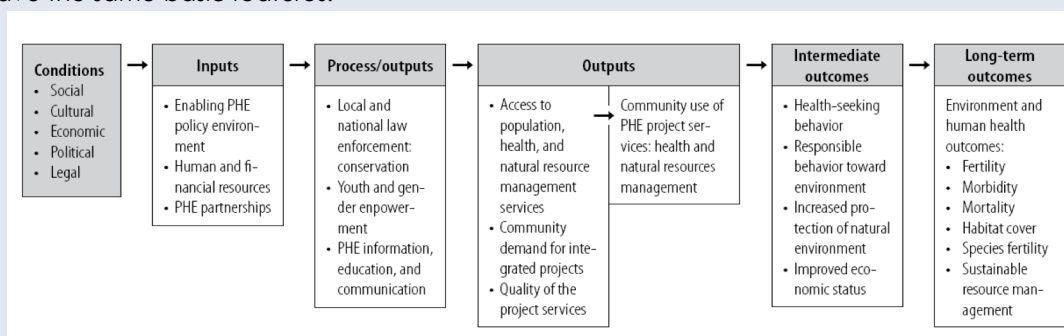 have the same basic features.
Conditions
• Social
• Cultural
• Economic
• Political
• Legal
Inputs
• Enabling PHE
policy environ-
ment
• Human and fi-
nancial resources
• PHE partnerships
Process/outputs
• Local and
national law
enforcement:
conservation
• Youth and gen-
der enpower-
ment
• PHE information,
education, and
communication
Outputs
• Access to
population,
health, and
natural resource
management
services
• Community
demand for inte-
grated projects
• Quality of the
project services
Community use of
PHE project ser-
vices: health and
natural resources
management
Intermediate
outcomes
• Health-seeking
behavior
• Responsible
behavior toward
environment
• Increased pro-
tection of natural
environment
• Improved eco-
nomic status
Long-term
outcomes
Environment and
human health
outcomes:
• Fertility
• Morbidity
• Mortality
• Habitat cover
• Species fertility
• Sustainable
resource man-
agement